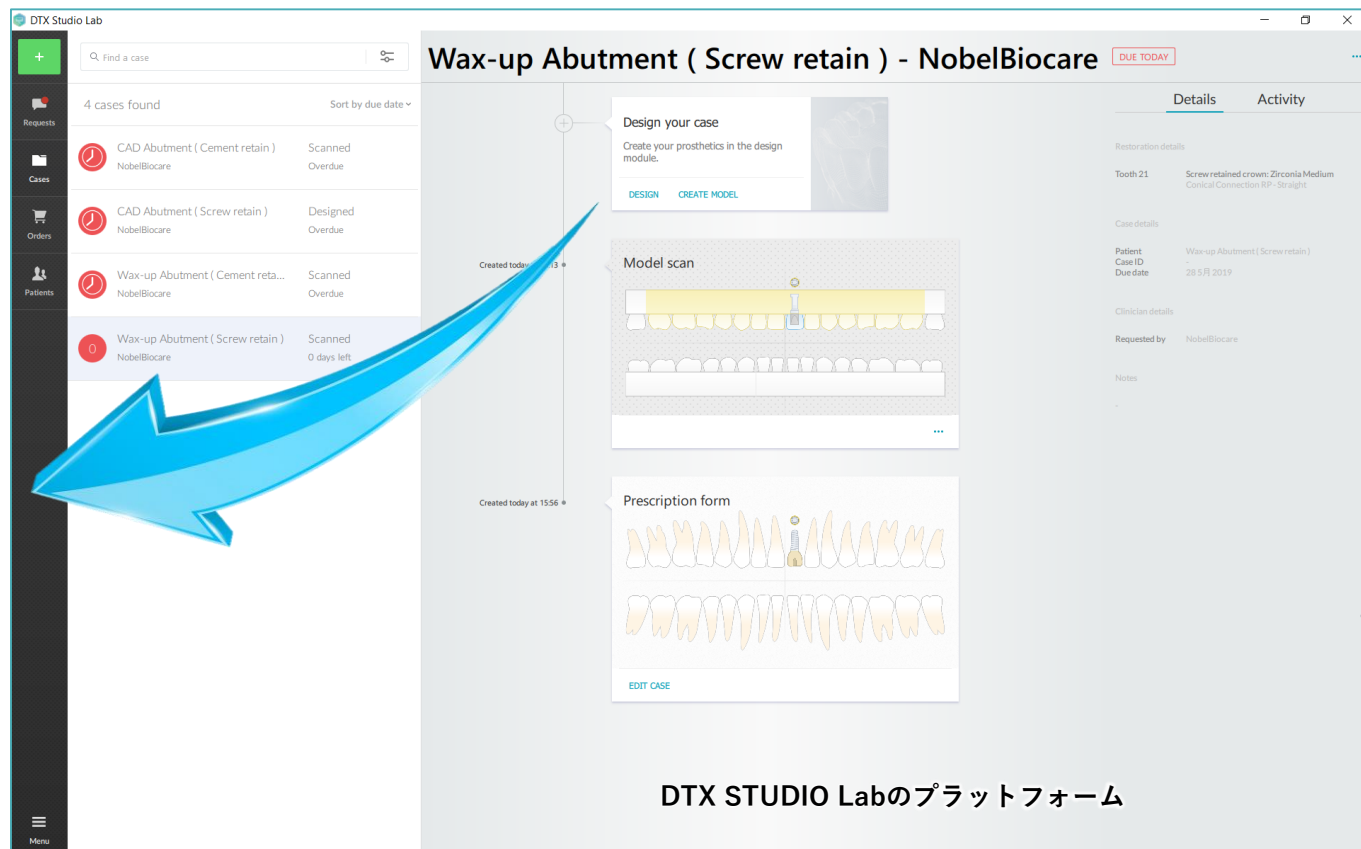 DTX Studio Lab
Find a case
4 cases found
Sort by due date
Requests
Cases
Orders
Patients
Menu
CAD Abutment ( Cement retain )
Scanned
NobelBiocare
Overdue
CAD Abutment ( Screw retain )
Designed
NobelBiocare
Overdue
Wax-up Abutment ( Cement reta...
Scanned
NobelBiocare
Overdue
0
Wax-up Abutment ( Screw retain )
Scanned
NobelBiocare
0 days left
Wax-up Abutment ( Screw retain ) - NobelBiocare
DUE TODAY
Design your case
Create your prosthetics in the design
module.
DESIGN
CREATE MODEL
Created today
13
Model scan
Created today at 15:56
Prescription form
EDIT CASE
Details
Activity
Restoration details
Tooth 21
Screw retained crown: Zirconia Medium
Conical Connection RP - Straight
Case details
Patient
Wax-up Abutment ( Screw retain )
Case ID
-
Due date
28 5月 2019
Clinician details
Requested by
NobelBiocare
Notes
-
DTX STUDIO Labのプラットフォーム